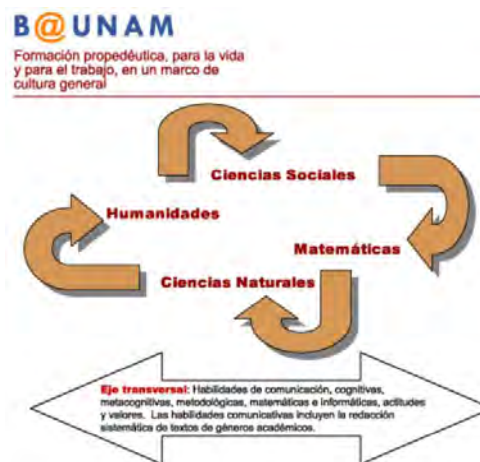 B@UNAM
Formación propedéutica, para la vida
y para el trabajo, en un marco de
cultura general
Ciencias Sociales
Humanidades
Matemáticas
Ciencias Naturales
Eje transversal: Habilidades de comunicación, cognitivas,
metacognitivas, metodológicas, matemáticas e informáticas, actitudes
y valores. Las habilidades comunicativas incluyen la redacción
sistemática de textos de géneros académicos.